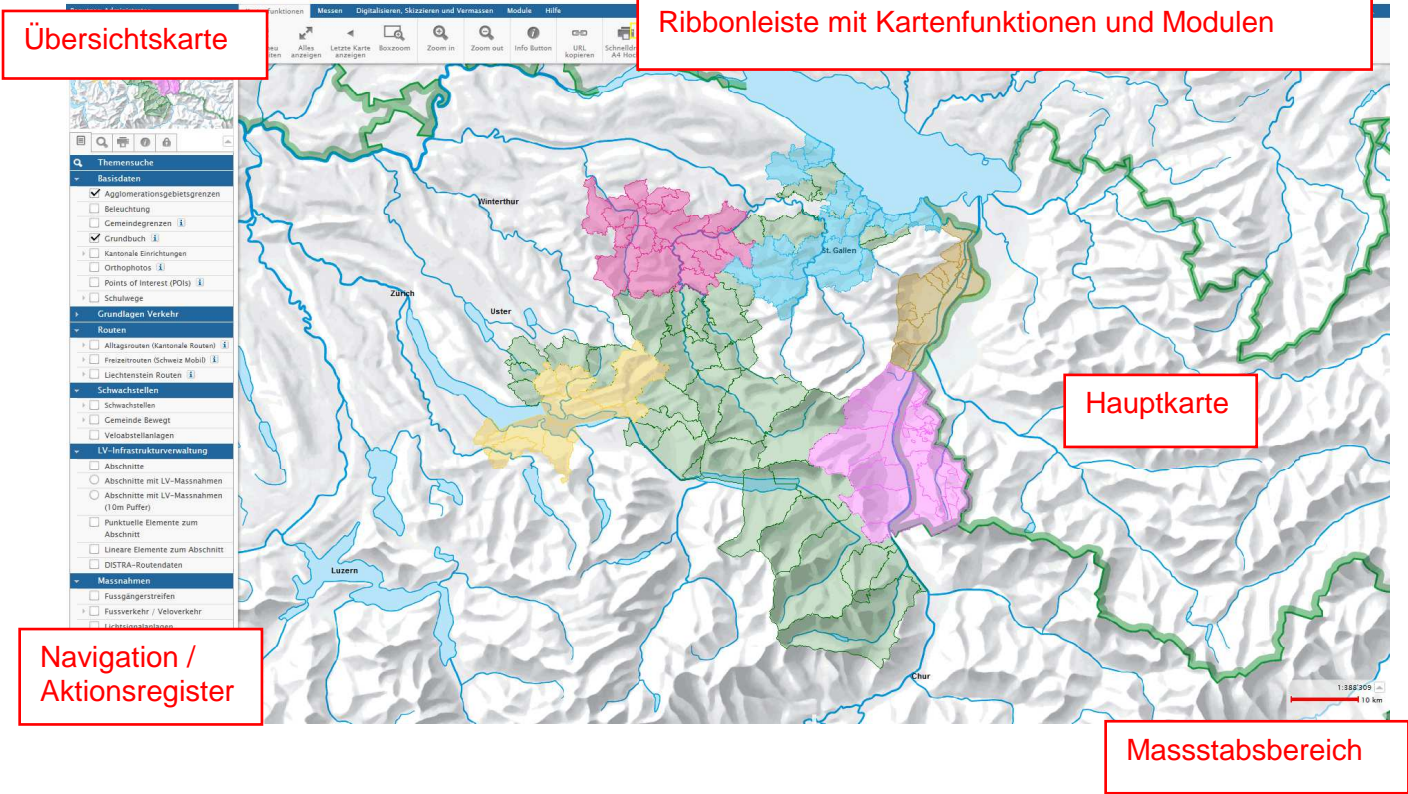 Übersichtskarte
Ribbonleiste mit Kartenfunktionen und Modulen
Messen Digitalisieren, Skizzieren und Vermassen Module Hilfe
Alles anzeigen
Letzte Karte anzeigen
Boxzoom
Zoom in
Zoom out
Info Button
URL kopieren
Themensuche
Basisdaten
Agglomerationsgebietsgrenzen
Beleuchtung
Gemeindegrenzen
Grundbuch
Kantonale Einrichtungen
Orthophotos
Points of Interest (POIs)
Schulwege
Grundlagen Verkehr
Routen
Alltagsrouten (Kantonale Routen)
Freizeitrouten (Schweiz Mobil)
Liechtenstein Routen
Schwachstellen
Schwachstellen
Gemeinde Bewegt
Veloabstellanlagen
LV-Infrastrukturverwaltung
Abschnitte
Abschnitte mit LV-Massnahmen
Abschnitte mit LV-Massnahmen
(10m Puffer)
Punktuelle Elemente zum
Abschnitt
Lineare Elemente zum Abschnitt
DISTRA-Routendaten
Massnahmen
Fussgängerstreifen
Fussverkehr / Veloverkehr
Lichtsignalanlagen
Navigation /
Aktionsregister
Winterthur
St. Gallen
Zürich
Uster
Luzern
Chur
Hauptkarte
1:388'309
10 km
Massstabsbereich